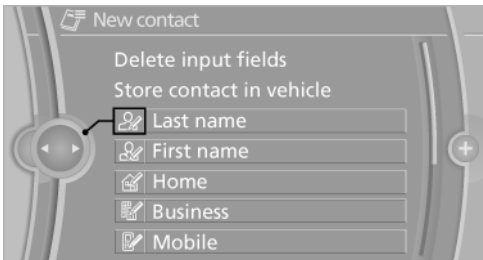 New contact
Delete input fields
Store contact in vehicle
Last name
First name
Home
Business
Mobile